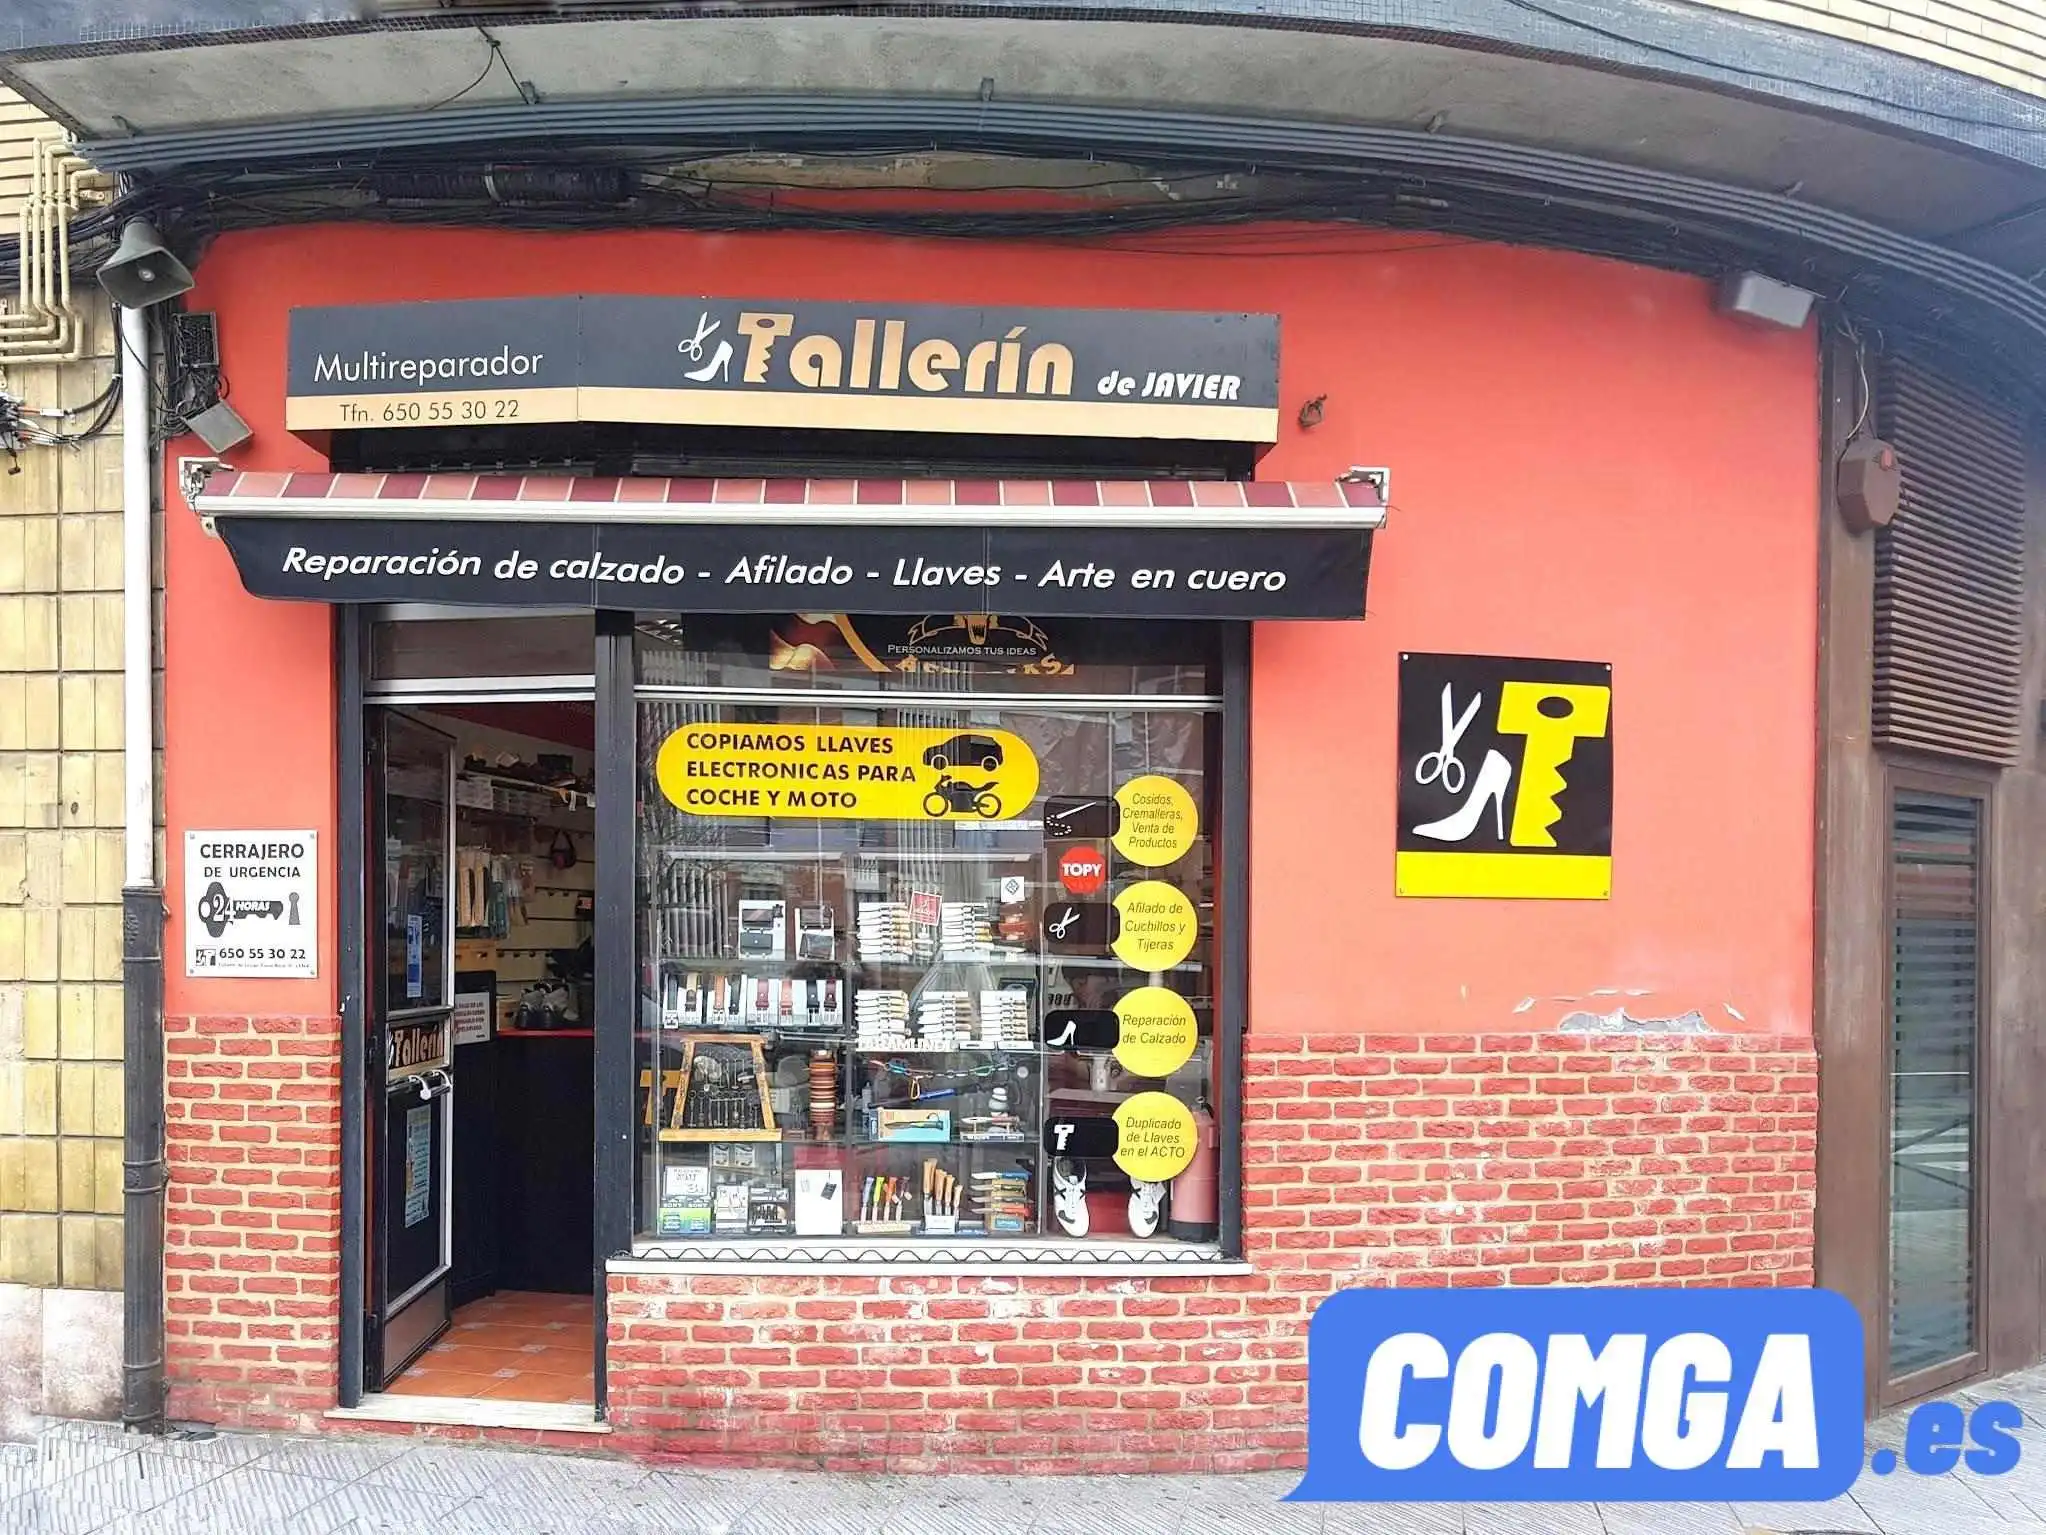 Multireparador
Tfn. 650 55 30 22
Tallerín de JAVIER
Reparación de calzado - Afilado - Llaves - Arte en cuero
PERSONALIZAMOS TUS IDEAS
COPIAMOS LLAVES
ELECTRONICAS PARA
COCHE Y MOTO
Cosidos,
Cremalleras,
Venta de
Productos
TOPY
Afilado de
Cuchillos y
Tijeras
Reparación
de Calzado
Duplicado
de Llaves
en el ACTO
CERRAJERO
DE URGENCIA
24 HORAS
650 55 30 22
Tallerín
COMGA.es